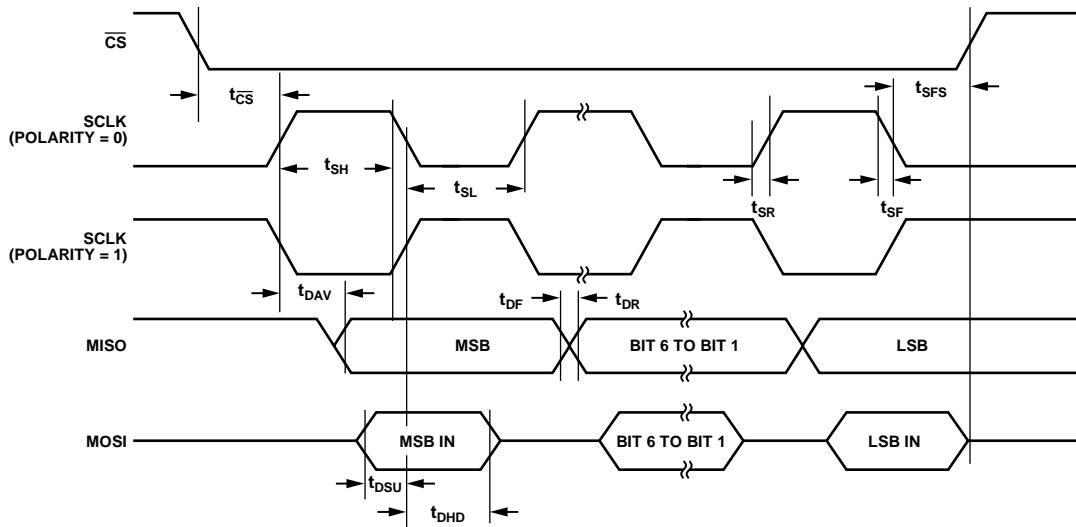 CS
tCS
tSFS
SCLK
(POLARITY = 0)
tSH
tSL
tSR
tSF
SCLK
(POLARITY = 1)
tDAV
tDF
tDR
MISO
MSB
BIT 6 TO BIT 1
LSB
MOSI
MSB IN
BIT 6 TO BIT 1
LSB IN
tDSU
tDHD